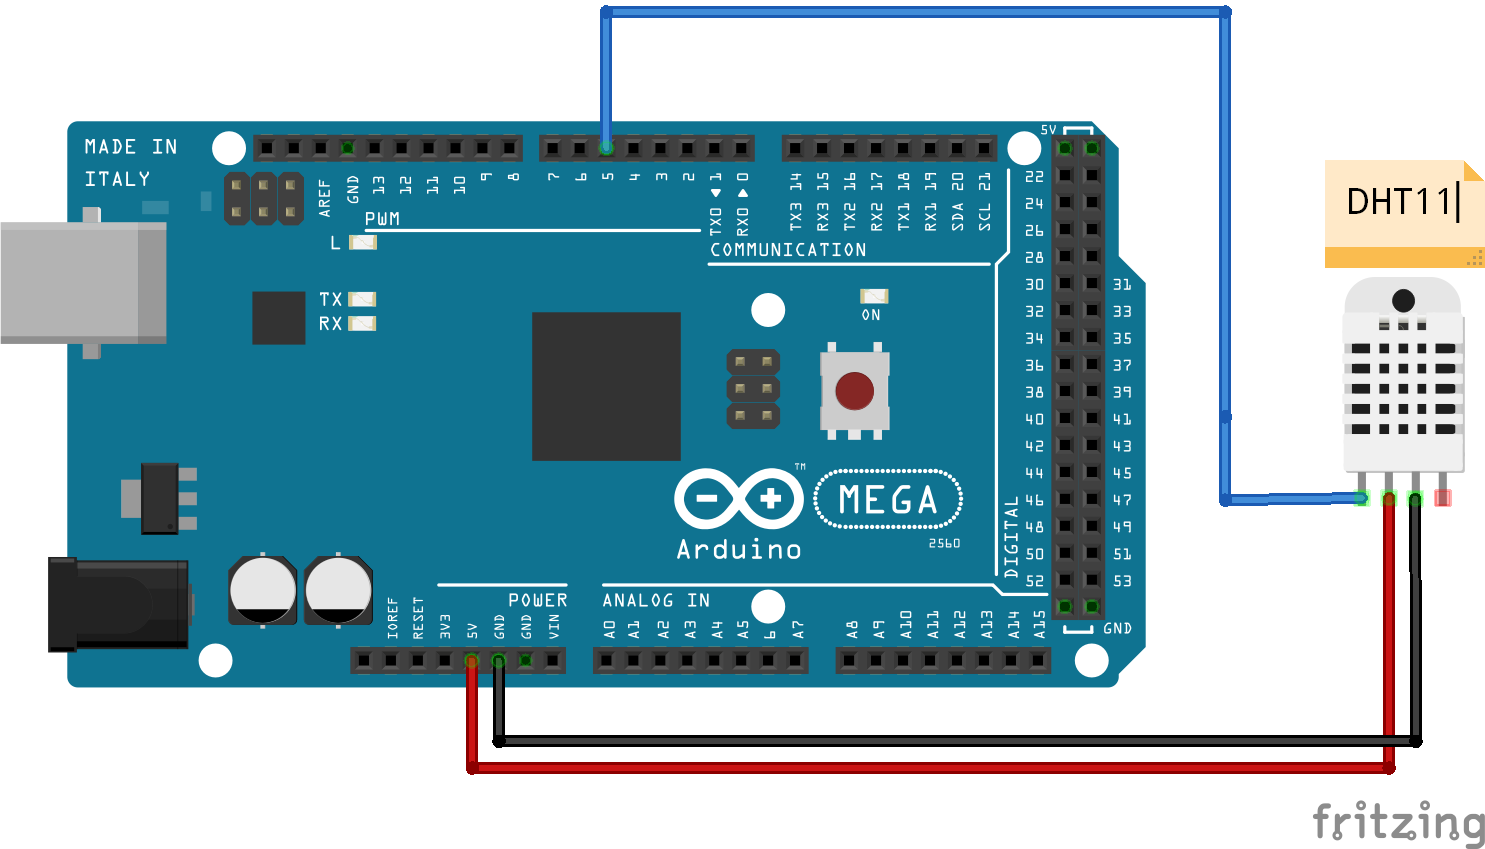 MADE IN
ITALY
AREF
GND
13
12
11
10
9
8
7
6
5
4
3
2
TX0 1
RX0 0
TX3 14
RX3 15
TX2 16
RX2 17
TX1 18
RX1 19
SDA 20
SCL 21
PWM
COMMUNICATION
L
TX
RX
ON
5V
22
24
26
28
30 31
32 33
34 35
36 37
38 39
40 41
42 43
44 45
46 47
48 49
50 51
52 53
GND
DIGITAL
DHT11
TM
MEGA
Arduino
2560
POWER
IOREF
RESET
3V3
5V
GND
GND
VIN
ANALOG IN
A0
A1
A2
A3
A4
A5
6
A7
A8
A9
A10
A11
A12
A13
A14
A15
fritzing